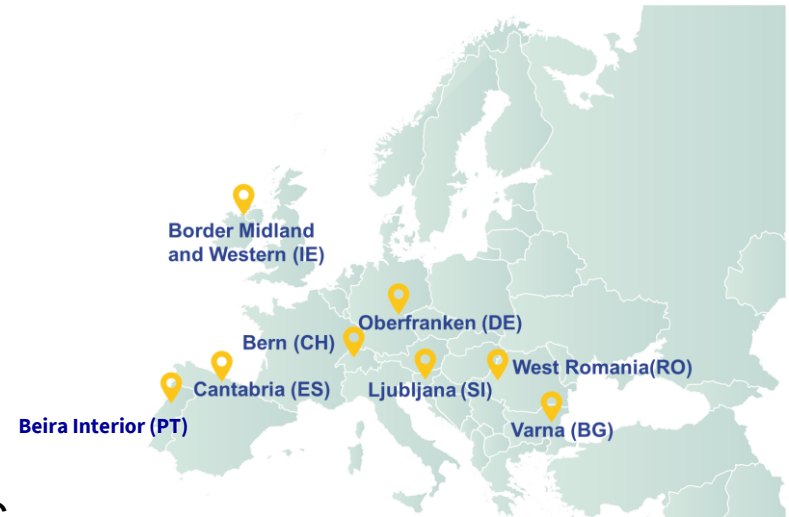 Border Midland
and Western (IE)
Oberfranken (DE)
Bern (CH)
West Romania(RO)
Cantabria (ES)
Ljubljana (SI)
Beira Interior (PT)
Varna (BG)